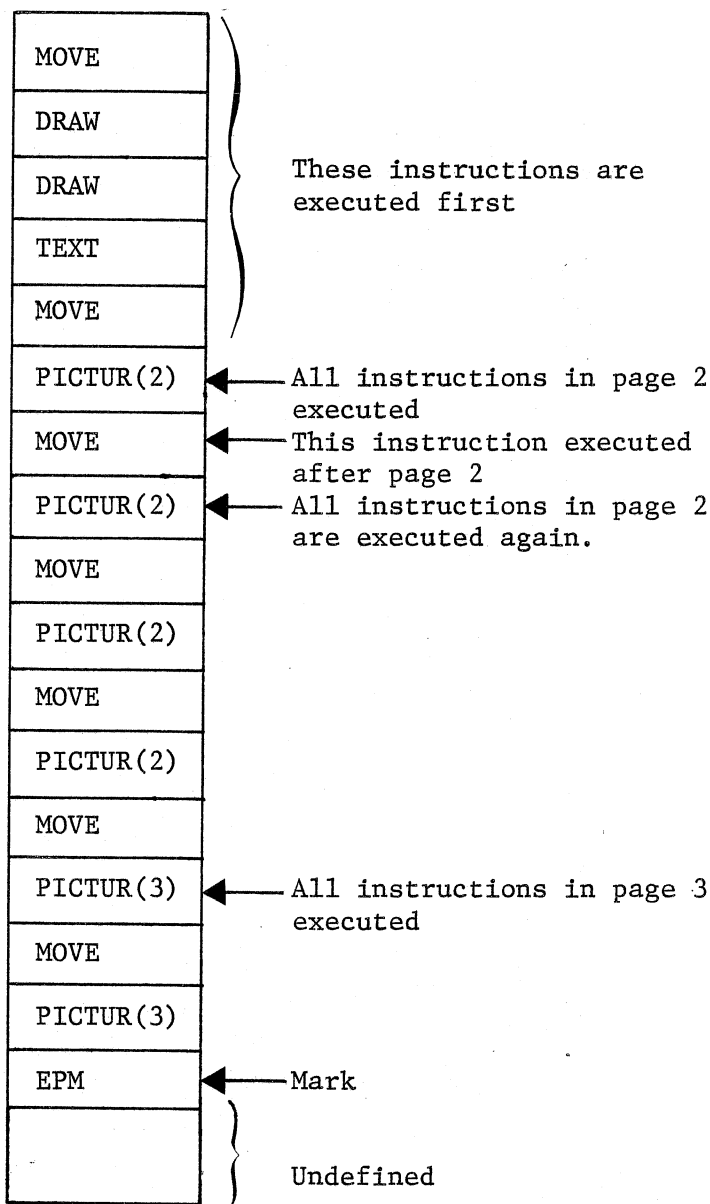 MOVE
DRAW
DRAW
TEXT
MOVE
These instructions are
executed first
PICTUR(2)
All instructions in page 2
executed
MOVE
This instruction executed
after page 2
PICTUR(2)
All instructions in page 2
are executed again.
MOVE
PICTUR(2)
MOVE
PICTUR(2)
MOVE
PICTUR(3)
All instructions in page 3
executed
MOVE
PICTUR(3)
EPM
Mark
Undefined